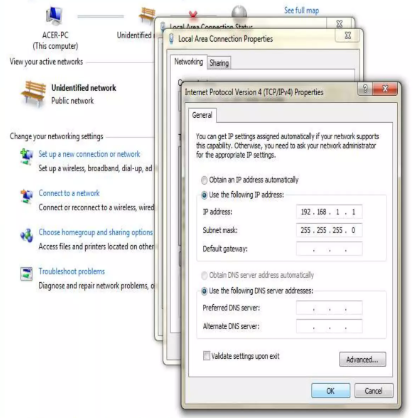 See full map
ACER-PC
(This computer)
Unidentified n
View your active networks
Unidentified network
Public network
Change your networking settings
Set up a new connection or network
Set up a wireless, broadband, dial-up, ad
Connect to a network
Connect or reconnect to a wireless, wired
Choose homegroup and sharing options
Access files and printers located on other
Troubleshoot problems
Diagnose and repair network problems, o
Local Area Connection Status
Local Area Connection Properties
Networking Sharing
Internet Protocol Version 4 (TCP/IPv4) Properties
General
You can get IP settings assigned automatically if your network supports
this capability. Otherwise, you need to ask your network administrator
for the appropriate IP settings.
Obtain an IP address automatically
Use the following IP address:
IP address: 192 . 168 . 1 . 1
Subnet mask: 255 . 255 . 255 . 0
Default gateway: . . .
Obtain DNS server address automatically
Use the following DNS server addresses:
Preferred DNS server: . . .
Alternate DNS server: . . .
Validate settings upon exit
Advanced...
OK Cancel